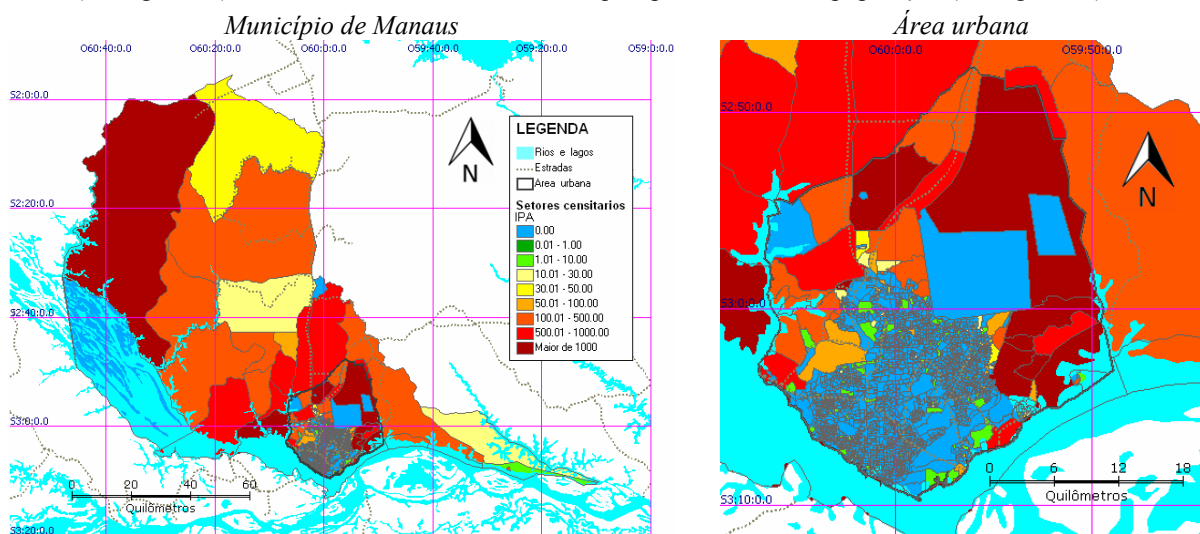 Município de Manaus
Área urbana
O60:40:0.0
O60:20:0.0
O60:00:0.0
O59:40:0.0
O59:20:0.0
O59:0:0.0
S2:0:0.0
S2:20:0.0
S2:40:0.0
S3:0:0.0
S3:20:0.0
N
LEGENDA
Rios e lagos
Estradas
Area urbana
Setores censitarios
IPA
0.00
0.01 - 1.00
1.01 - 10.00
10.01 - 30.00
30.01 - 50.00
50.01 - 100.00
100.01 - 500.00
500.01 - 1000.00
Maior de 1000
0 20 40 60
Quilômetros
O60:0:0.0
O59:50:0.0
S2:50:0.0
S3:0:0.0
S3:10:0.0
N
0 6 12 18
Quilômetros